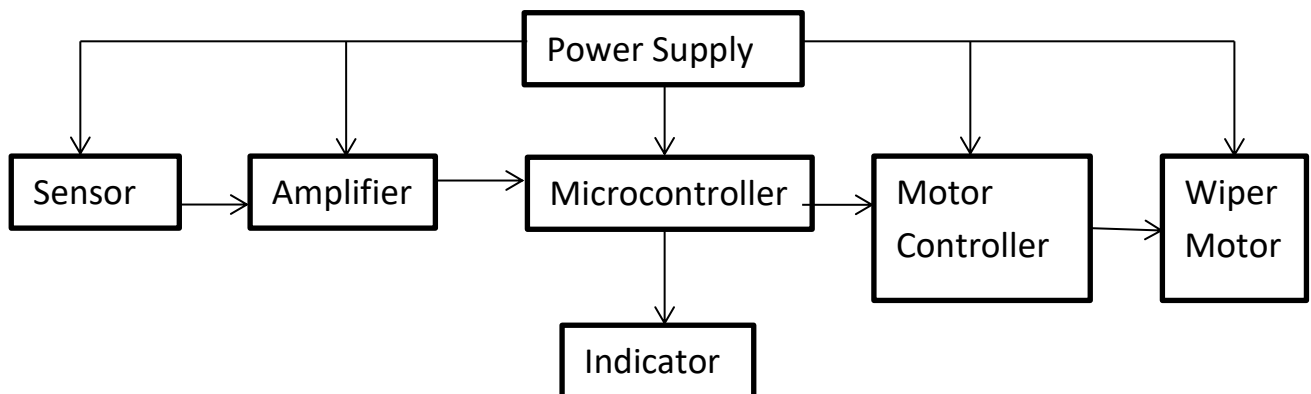 Power Supply
Sensor
Amplifier
Microcontroller
Motor
Controller
Wiper
Motor
Indicator